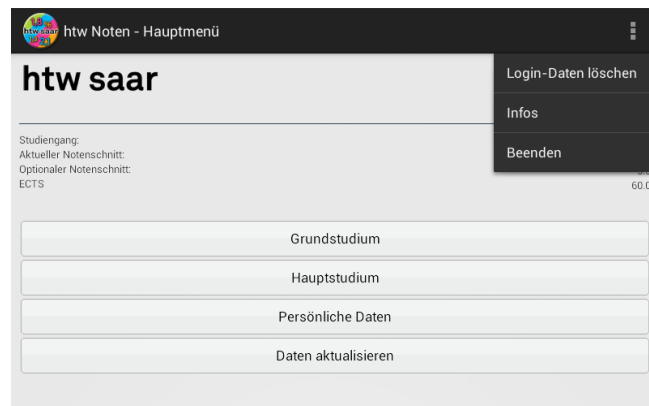 htw Noten - Hauptmenü
htw saar
Login-Daten löschen
Infos
Beenden
Studiengang:
Aktueller Notenschnitt:
Optionaler Notenschnitt:
ECTS
60.0
Grundstudium
Hauptstudium
Persönliche Daten
Daten aktualisieren